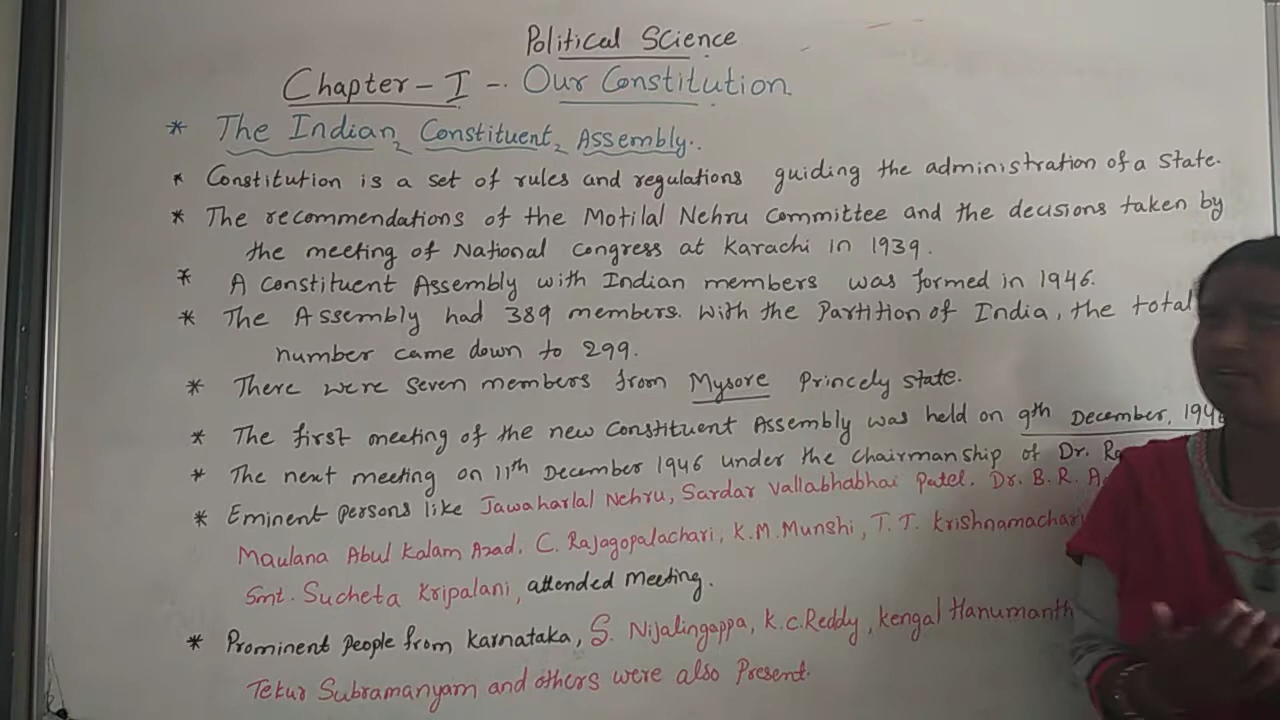 Political Science
Chapter - I - Our Constitution
* The Indian Constituent Assembly.
* Constitution is a set of rules and regulations guiding the administration of a state.
* The recommendations of the Motilal Nehru Committee and the decisions taken by
the meeting of National Congress at Karachi in 1939.
* A Constituent Assembly with Indian members was formed in 1946.
* The Assembly had 389 members. With the Partition of India, the total
number came down to 299.
* There were seven members from Mysore Princely state.
* The first meeting of the new Constituent Assembly was held on 9th December, 194
* The next meeting on 11th December 1946 under the chairmanship of Dr. Ra
* Eminent persons like Jawaharlal Nehru, Sardar Vallabhabhai Patel. Dr. B. R. A
Maulana Abul Kalam Azad, C. Rajagopalachari, K.M. Munshi, T. T. Krishnamachari
Smt. Sucheta Kripalani, attended meeting.
* Prominent people from Karnataka, S. Nijalingappa, K.C. Reddy, Kengal Hanumanth
Tekur Subramanyam and others were also Present.